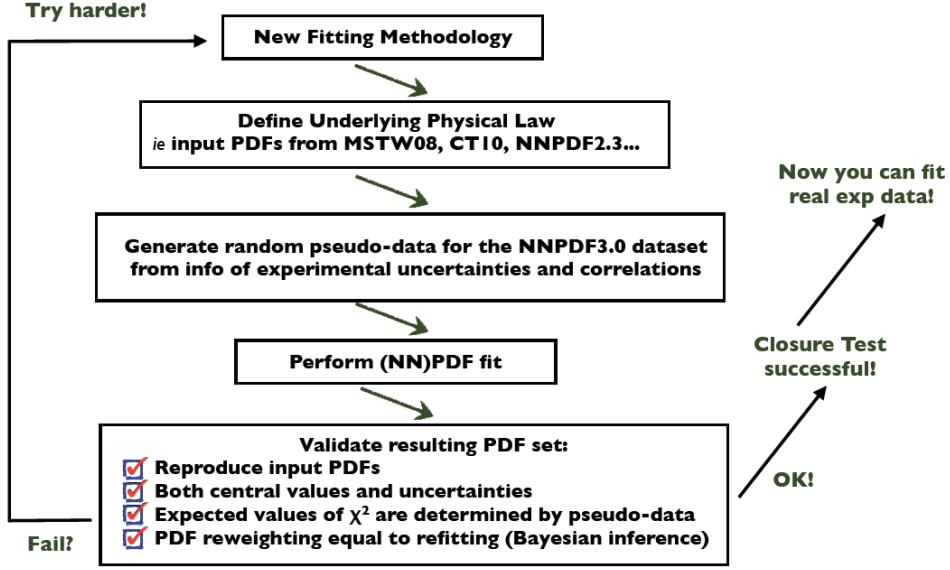 Try harder!
New Fitting Methodology
Define Underlying Physical Law
ie input PDFs from MSTW08, CT10, NNPDF2.3...
Now you can fit
real exp data!
Generate random pseudo-data for the NNPDF3.0 dataset
from info of experimental uncertainties and correlations
Perform (NN)PDF fit
Closure Test
successful!
Validate resulting PDF set:
Reproduce input PDFs
Both central values and uncertainties
Expected values of χ² are determined by pseudo-data
PDF reweighting equal to refitting (Bayesian inference)
OK!
Fail?